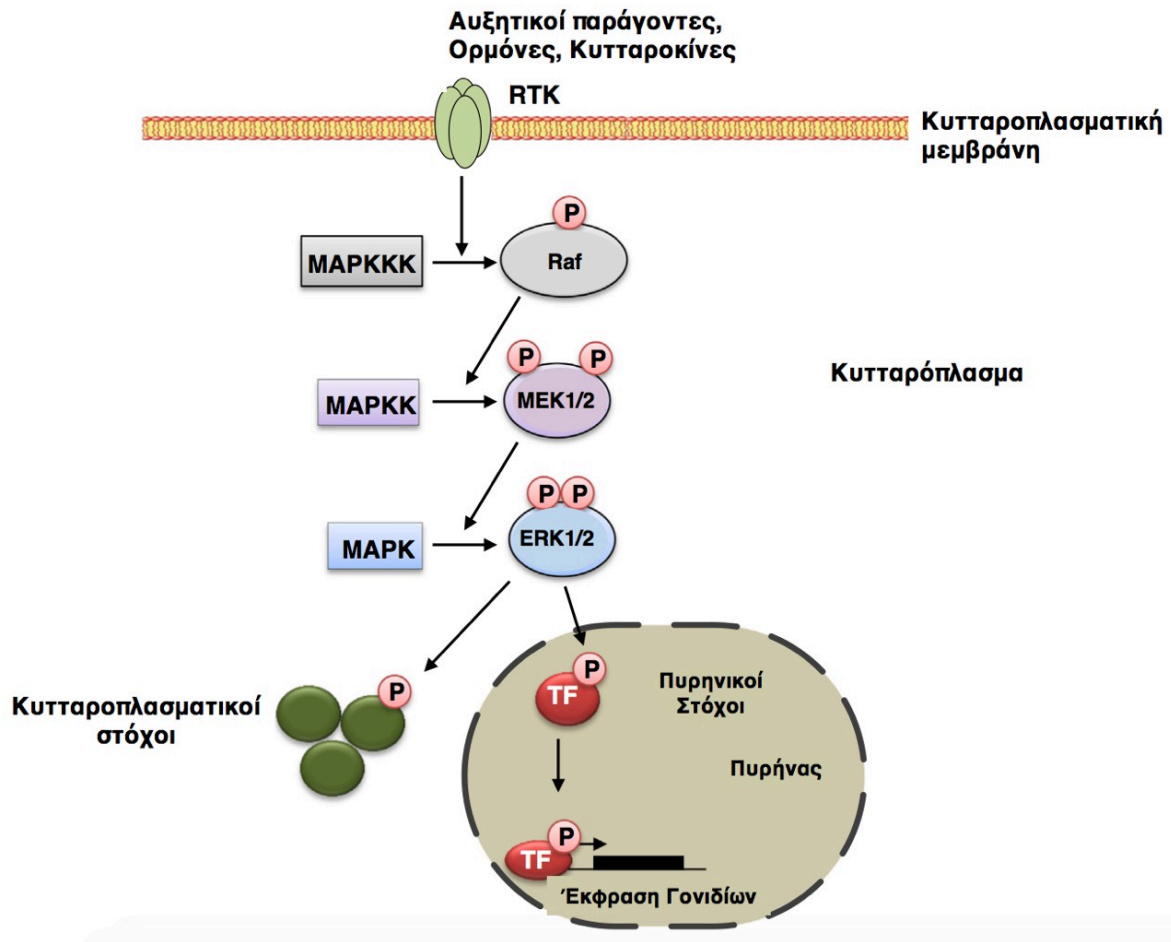 Αυξητικοί παράγοντες,
Ορμόνες, Κυτταροκίνες
RTK
Κυτταροπλασματική
μεμβράνη
P
MAPKKK
Raf
P
P
Κυτταρόπλασμα
MAPKK
MEK1/2
P
P
MAPK
ERK1/2
P
P
TF
Πυρηνικοί
Στόχοι
Κυτταροπλασματικοί
στόχοι
Πυρήνας
P
TF
Έκφραση Γονιδίων